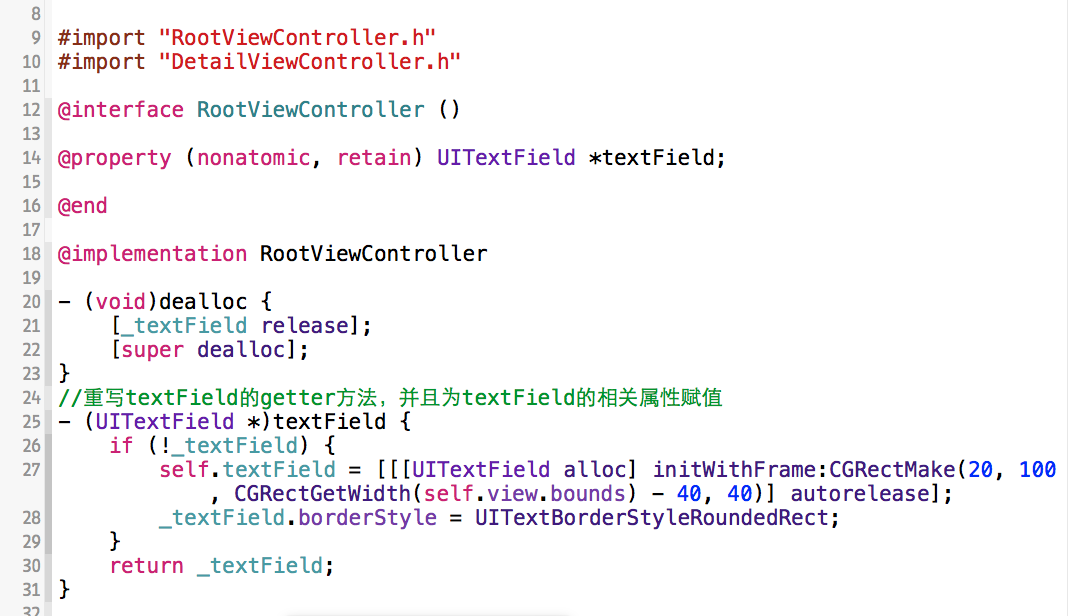 8
9 #import "RootViewController.h"
10 #import "DetailViewController.h"
11
12 @interface RootViewController ()
13
14 @property (nonatomic, retain) UITextField *textField;
15
16 @end
17
18 @implementation RootViewController
19
20 - (void)dealloc {
21     [_textField release];
22     [super dealloc];
23 }
24 //重写textField的getter方法，并且为textField的相关属性赋值
25 - (UITextField *)textField {
26     if (!_textField) {
27         self.textField = [[[UITextField alloc] initWithFrame:CGRectMake(20, 100
            , CGRectGetWidth(self.view.bounds) - 40, 40)] autorelease];
28         _textField.borderStyle = UITextBorderStyleRoundedRect;
29     }
30     return _textField;
31 }
32